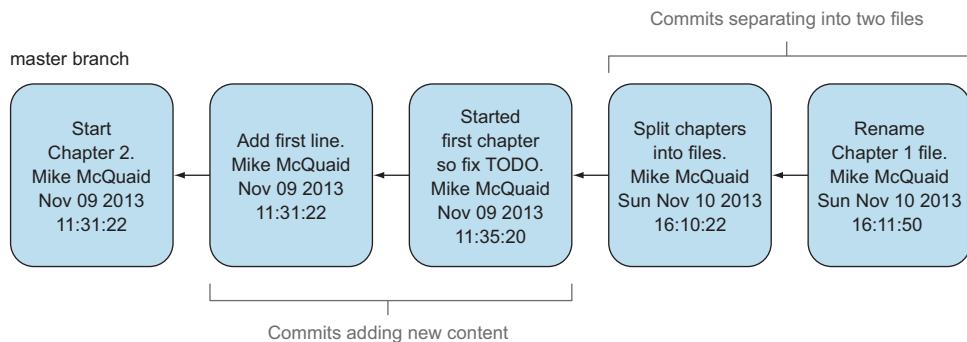 Commits separating into two files
master branch
Start
Chapter 2.
Mike McQuaid
Nov 09 2013
11:31:22
Add first line.
Mike McQuaid
Nov 09 2013
11:31:22
Started
first chapter
so fix TODO.
Mike McQuaid
Nov 09 2013
11:35:20
Split chapters
into files.
Mike McQuaid
Sun Nov 10 2013
16:10:22
Rename
Chapter 1 file.
Mike McQuaid
Sun Nov 10 2013
16:11:50
Commits adding new content